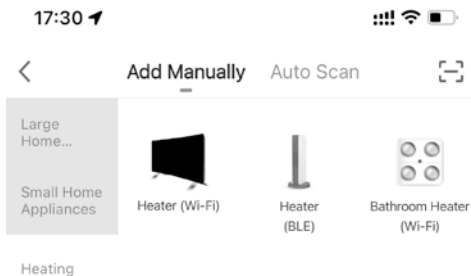 17:30
Add Manually Auto Scan
Large
Home...
Small Home
Appliances
Heating
Heater (Wi-Fi)
Heater
(BLE)
Bathroom Heater
(Wi-Fi)